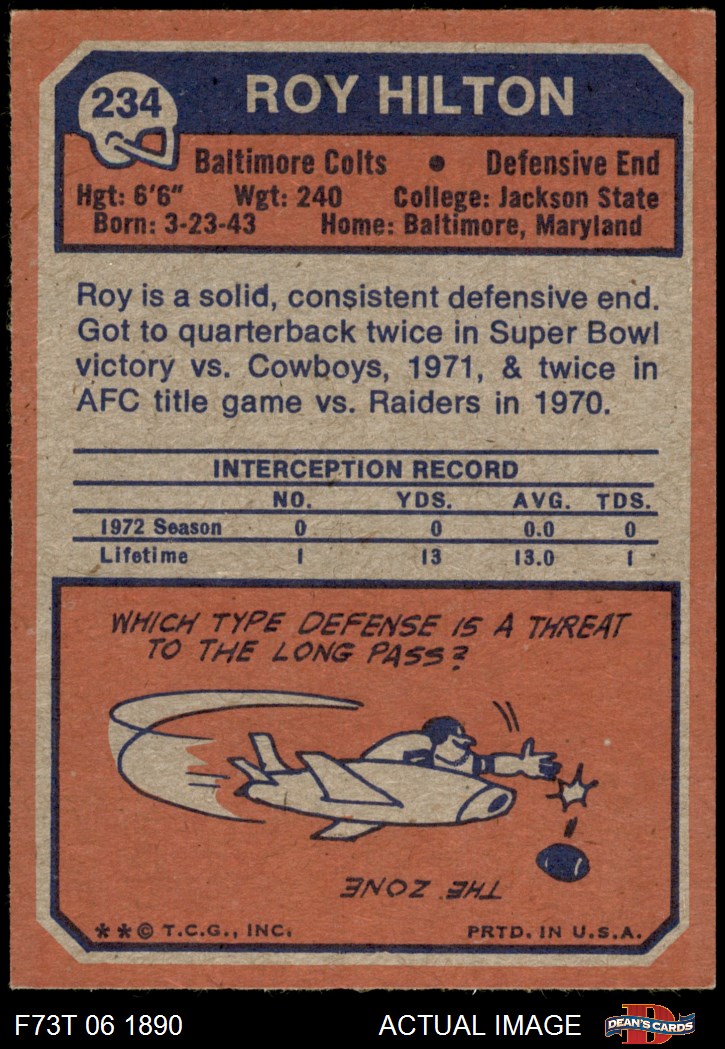 234
ROY HILTON
Baltimore Colts • Defensive End
Hgt: 6'6" Wgt: 240 College: Jackson State
Born: 3-23-43 Home: Baltimore, Maryland
Roy is a solid, consistent defensive end.
Got to quarterback twice in Super Bowl
victory vs. Cowboys, 1971, & twice in
AFC title game vs. Raiders in 1970.
INTERCEPTION RECORD
NO. YDS. AVG. TDS.
1972 Season 0 0 0.0 0
Lifetime 1 13 13.0 1
WHICH TYPE DEFENSE IS A THREAT
TO THE LONG PASS?
THE ZONE
**© T.C.G., INC. PRTD. IN U.S.A.
F73T 06 1890 ACTUAL IMAGE
D
DEAN'S CARDS